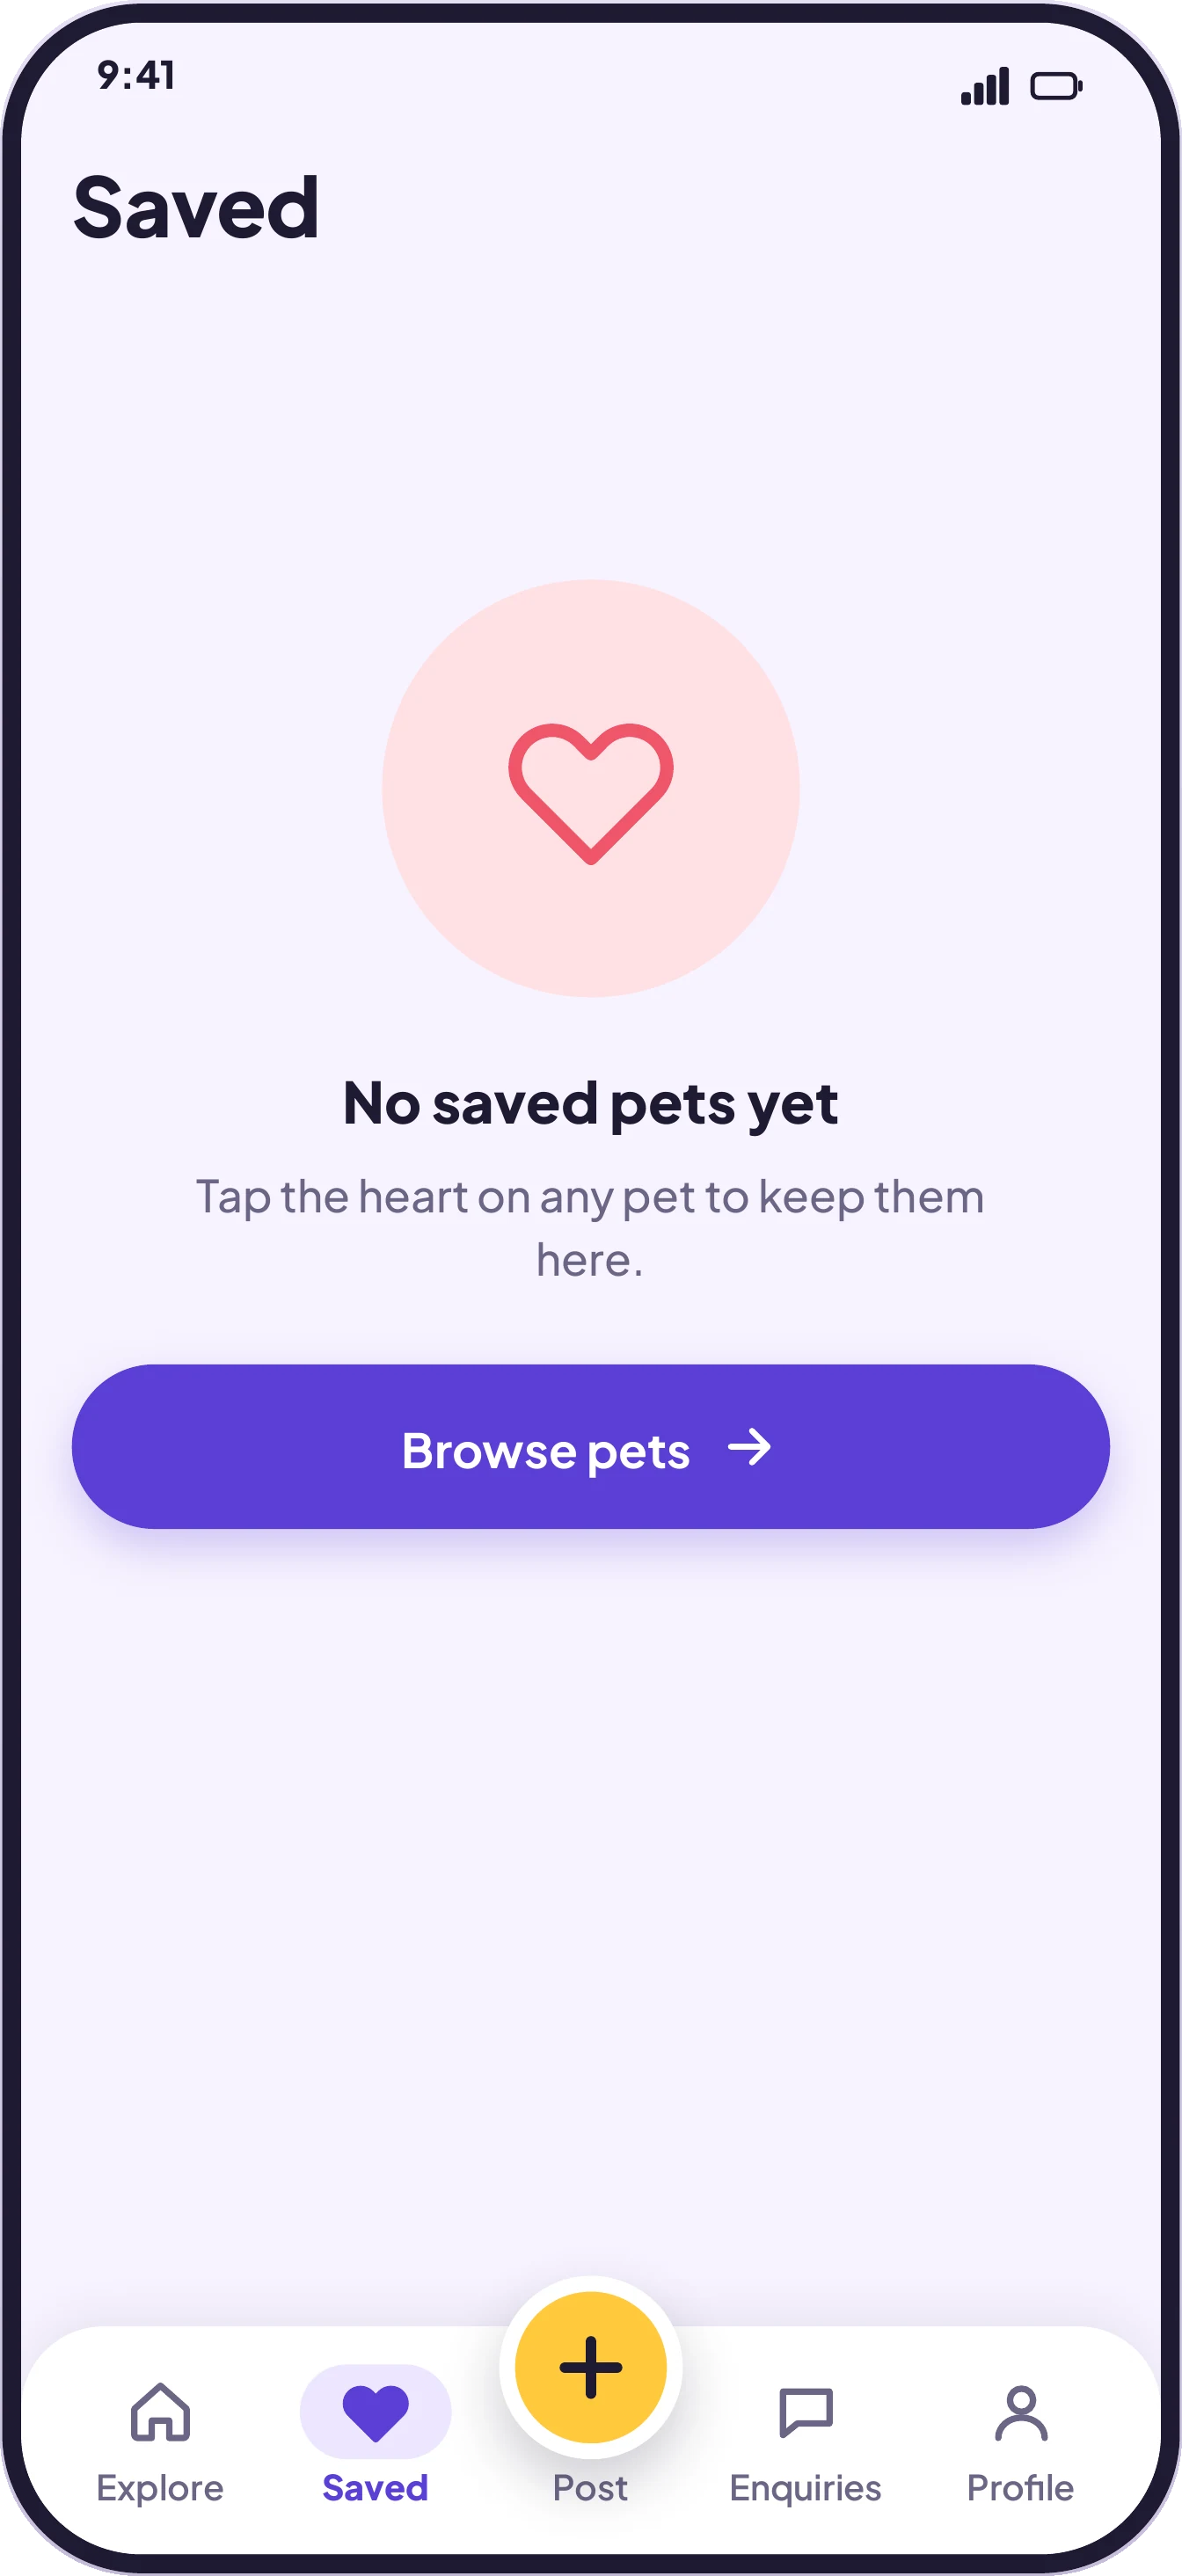 9:41
Saved
No saved pets yet
Tap the heart on any pet to keep them
here.
Browse pets
Explore
Saved
Post
Enquiries
Profile